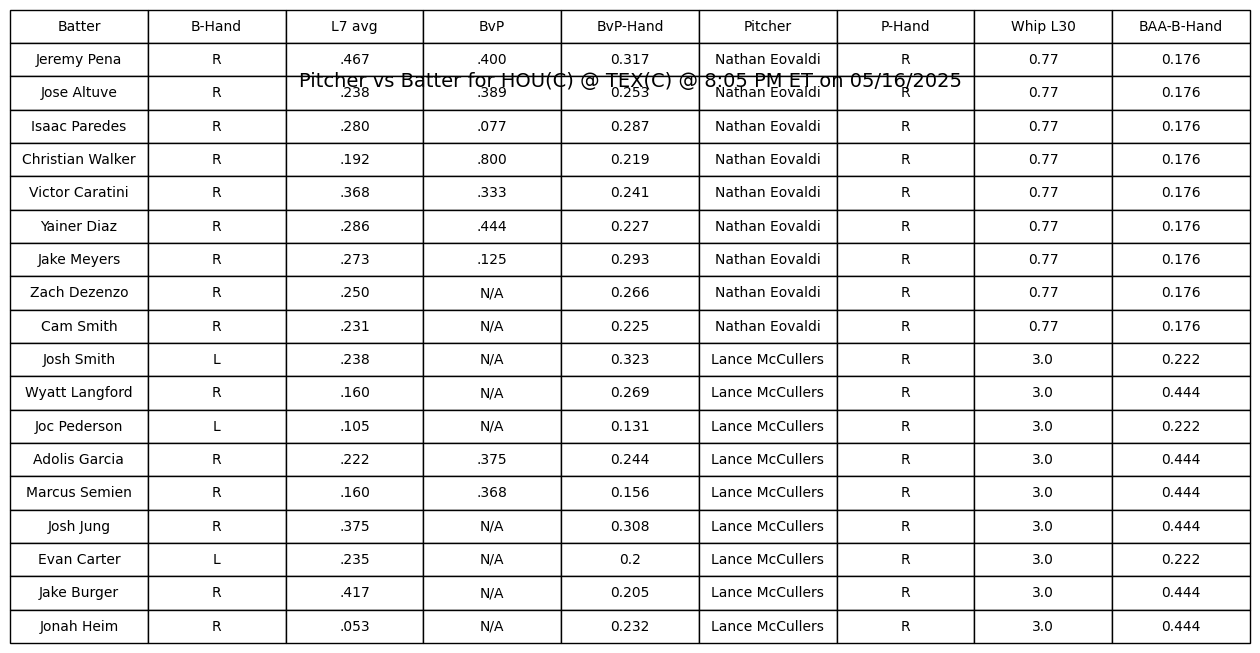 Batter B-Hand L7 avg BvP BvP-Hand Pitcher P-Hand Whip L30 BAA-B-Hand
Jeremy Pena R .467 .400 0.317 Nathan Eovaldi R 0.77 0.176
Pitcher vs Batter for HOU(C) @ TEX(C) @ 8:05 PM ET on 05/16/2025
Jose Altuve R .238 .389 0.253 Nathan Eovaldi R 0.77 0.176
Isaac Paredes R .280 .077 0.287 Nathan Eovaldi R 0.77 0.176
Christian Walker R .192 .800 0.219 Nathan Eovaldi R 0.77 0.176
Victor Caratini R .368 .333 0.241 Nathan Eovaldi R 0.77 0.176
Yainer Diaz R .286 .444 0.227 Nathan Eovaldi R 0.77 0.176
Jake Meyers R .273 .125 0.293 Nathan Eovaldi R 0.77 0.176
Zach Dezenzo R .250 N/A 0.266 Nathan Eovaldi R 0.77 0.176
Cam Smith R .231 N/A 0.225 Nathan Eovaldi R 0.77 0.176
Josh Smith L .238 N/A 0.323 Lance McCullers R 3.0 0.222
Wyatt Langford R .160 N/A 0.269 Lance McCullers R 3.0 0.444
Joc Pederson L .105 N/A 0.131 Lance McCullers R 3.0 0.222
Adolis Garcia R .222 .375 0.244 Lance McCullers R 3.0 0.444
Marcus Semien R .160 .368 0.156 Lance McCullers R 3.0 0.444
Josh Jung R .375 N/A 0.308 Lance McCullers R 3.0 0.444
Evan Carter L .235 N/A 0.2 Lance McCullers R 3.0 0.222
Jake Burger R .417 N/A 0.205 Lance McCullers R 3.0 0.444
Jonah Heim R .053 N/A 0.232 Lance McCullers R 3.0 0.444